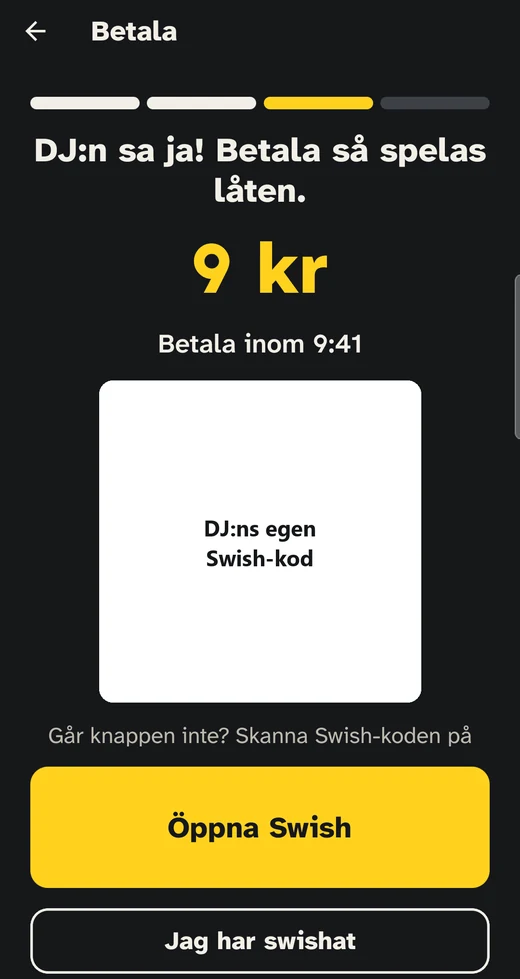 Betala
DJ:n sa ja! Betala så spelas
låten.
9 kr
Betala inom 9:41
DJ:ns egen
Swish-kod
Går knappen inte? Skanna Swish-koden på
Öppna Swish
Jag har swishat